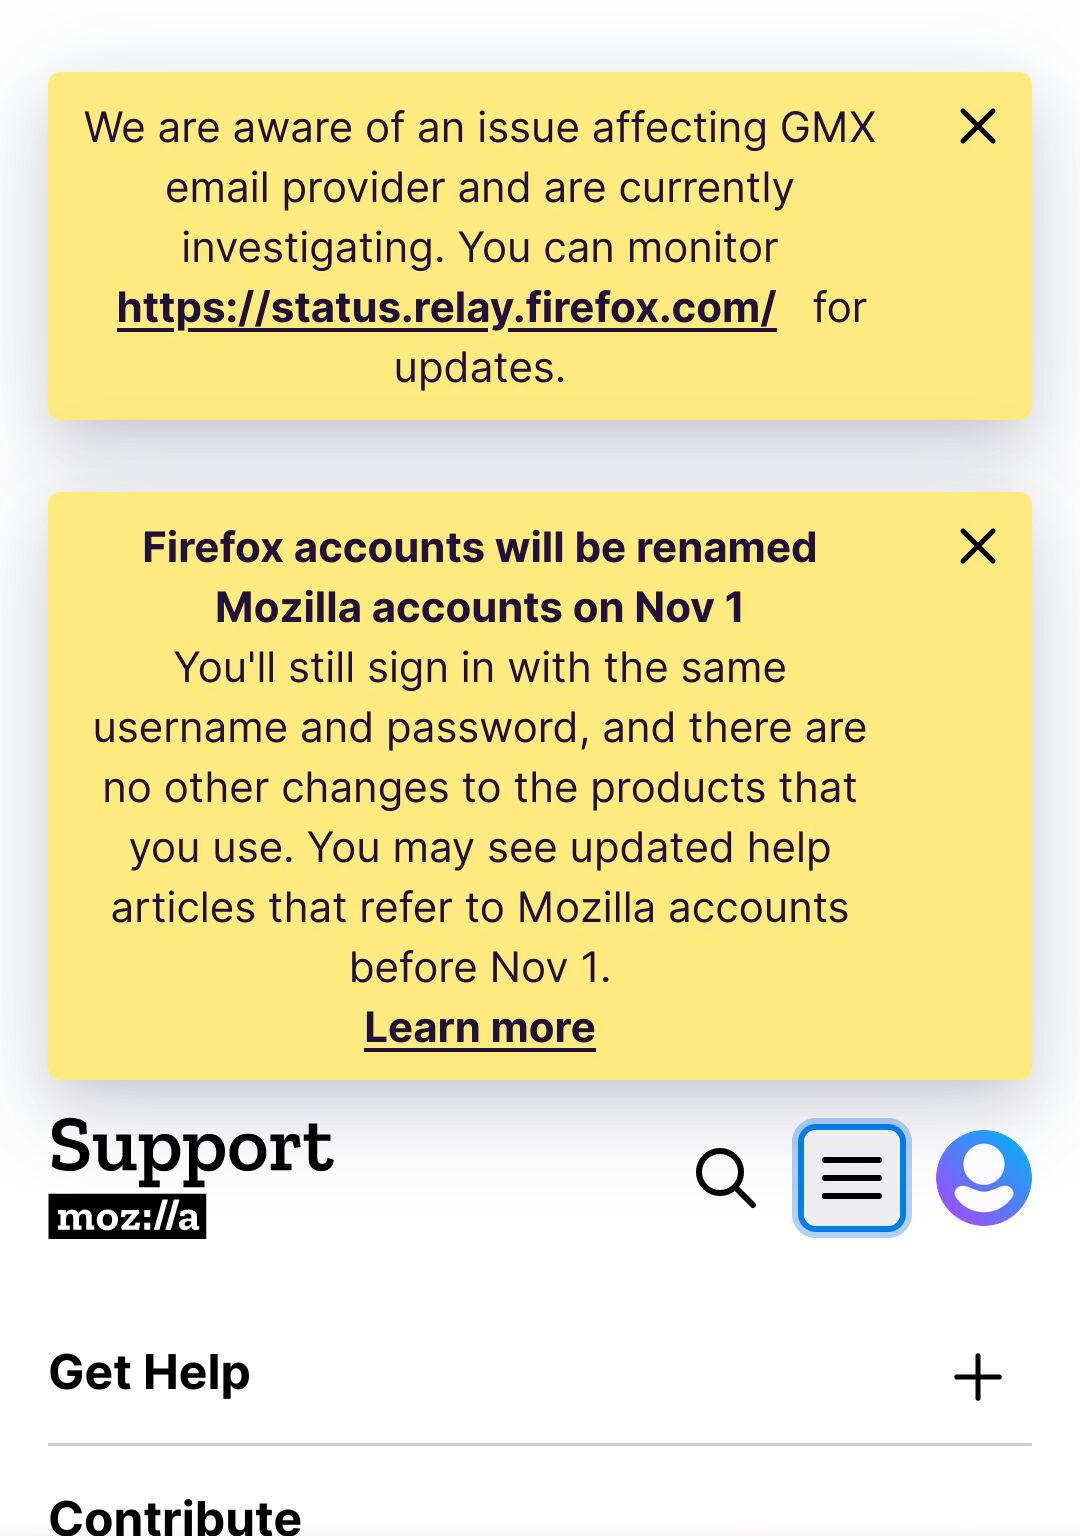 We are aware of an issue affecting GMX
email provider and are currently
investigating. You can monitor
https://status.relay.firefox.com/ for
updates.
Firefox accounts will be renamed
Mozilla accounts on Nov 1
You'll still sign in with the same
username and password, and there are
no other changes to the products that
you use. You may see updated help
articles that refer to Mozilla accounts
before Nov 1.
Learn more
Support
moz://a
Get Help
Contribute